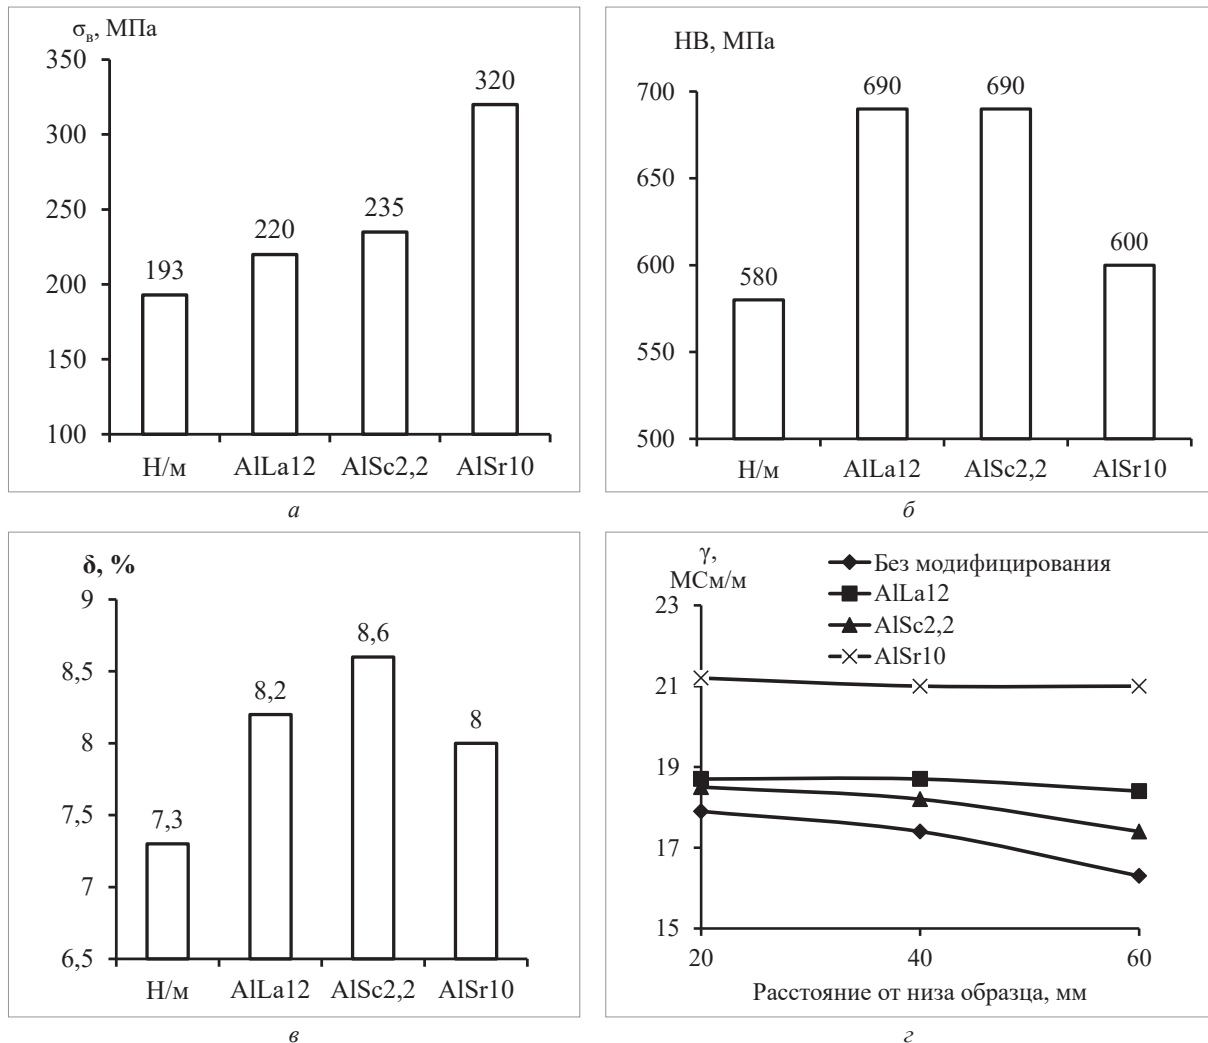 σв, МПа
350
300
250
200
150
100
193
220
235
320
Н/м
AlLa12
AlSc2,2
AlSr10
а
НВ, МПа
700
650
600
550
500
580
690
690
600
Н/м
AlLa12
AlSc2,2
AlSr10
б
δ, %
9
8,5
8
7,5
7
6,5
7,3
8,2
8,6
8
Н/м
AlLa12
AlSc2,2
AlSr10
в
γ,
МСм/м
Без модифицирования
AlLa12
AlSc2,2
AlSr10
23
21
19
17
15
20
40
60
Расстояние от низа образца, мм
г